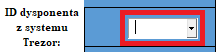 ID dysponenta
z systemu
Trezor: